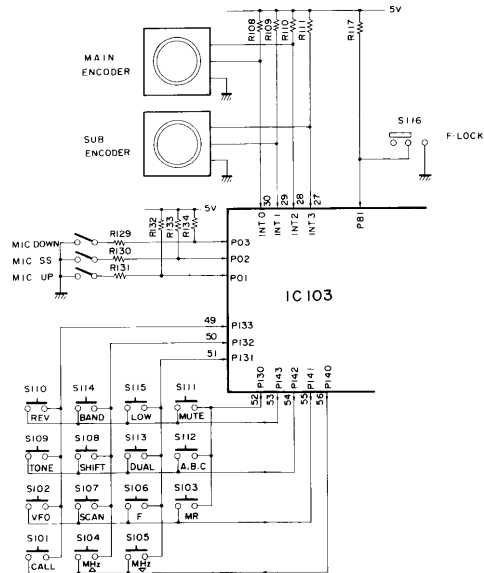 5V
R108
R109
R110
R111
R117
MAIN
ENCODER
S116
F-LOCK
SUB
ENCODER
30
29
28
27
INT0
INT1
INT2
INT3
P81
5V
R132
R133
R134
MIC DOWN
R129
P03
MIC SS
R130
P02
MIC UP
R131
P01
IC103
49
P133
50
P132
51
P131
52
53
54
55
56
P130
P143
P142
P141
P140
S110
S114
S115
S111
REV
BAND
LOW
MUTE
S109
S108
S113
S112
TONE
SHIFT
DUAL
A.B.C
S102
S107
S106
S103
VFO
SCAN
F
MR
S101
S104
S105
CALL
MHz
MHz